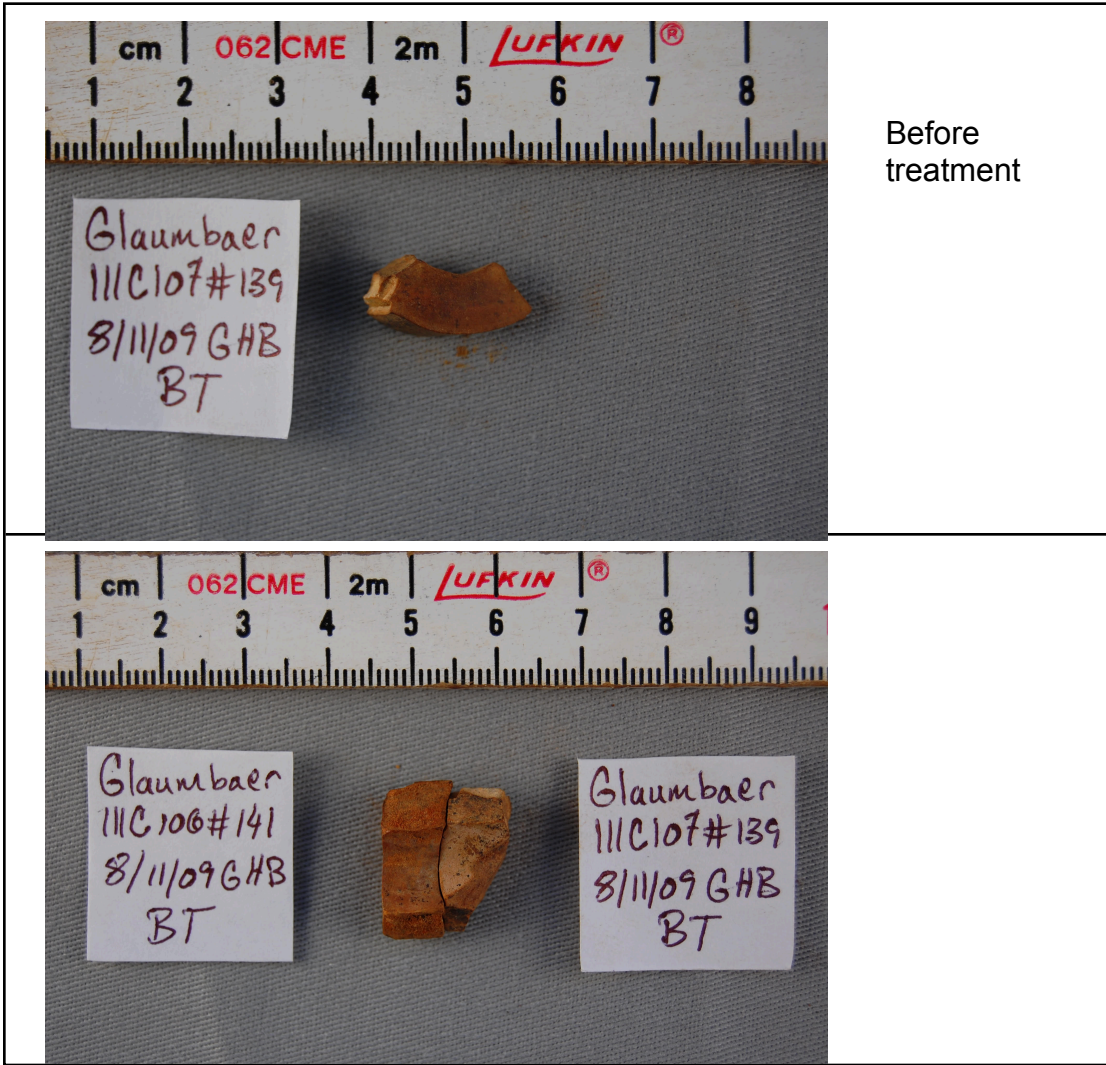 cm 062 CME 2m LUFKIN ®
1 2 3 4 5 6 7 8
Before
treatment
Glaumbaer
111C107#139
8/11/09 GHB
BT
cm 062 CME 2m LUFKIN ®
1 2 3 4 5 6 7 8 9
Glaumbaer
111C106#141
8/11/09 GHB
BT
Glaumbaer
111C107#139
8/11/09 GHB
BT